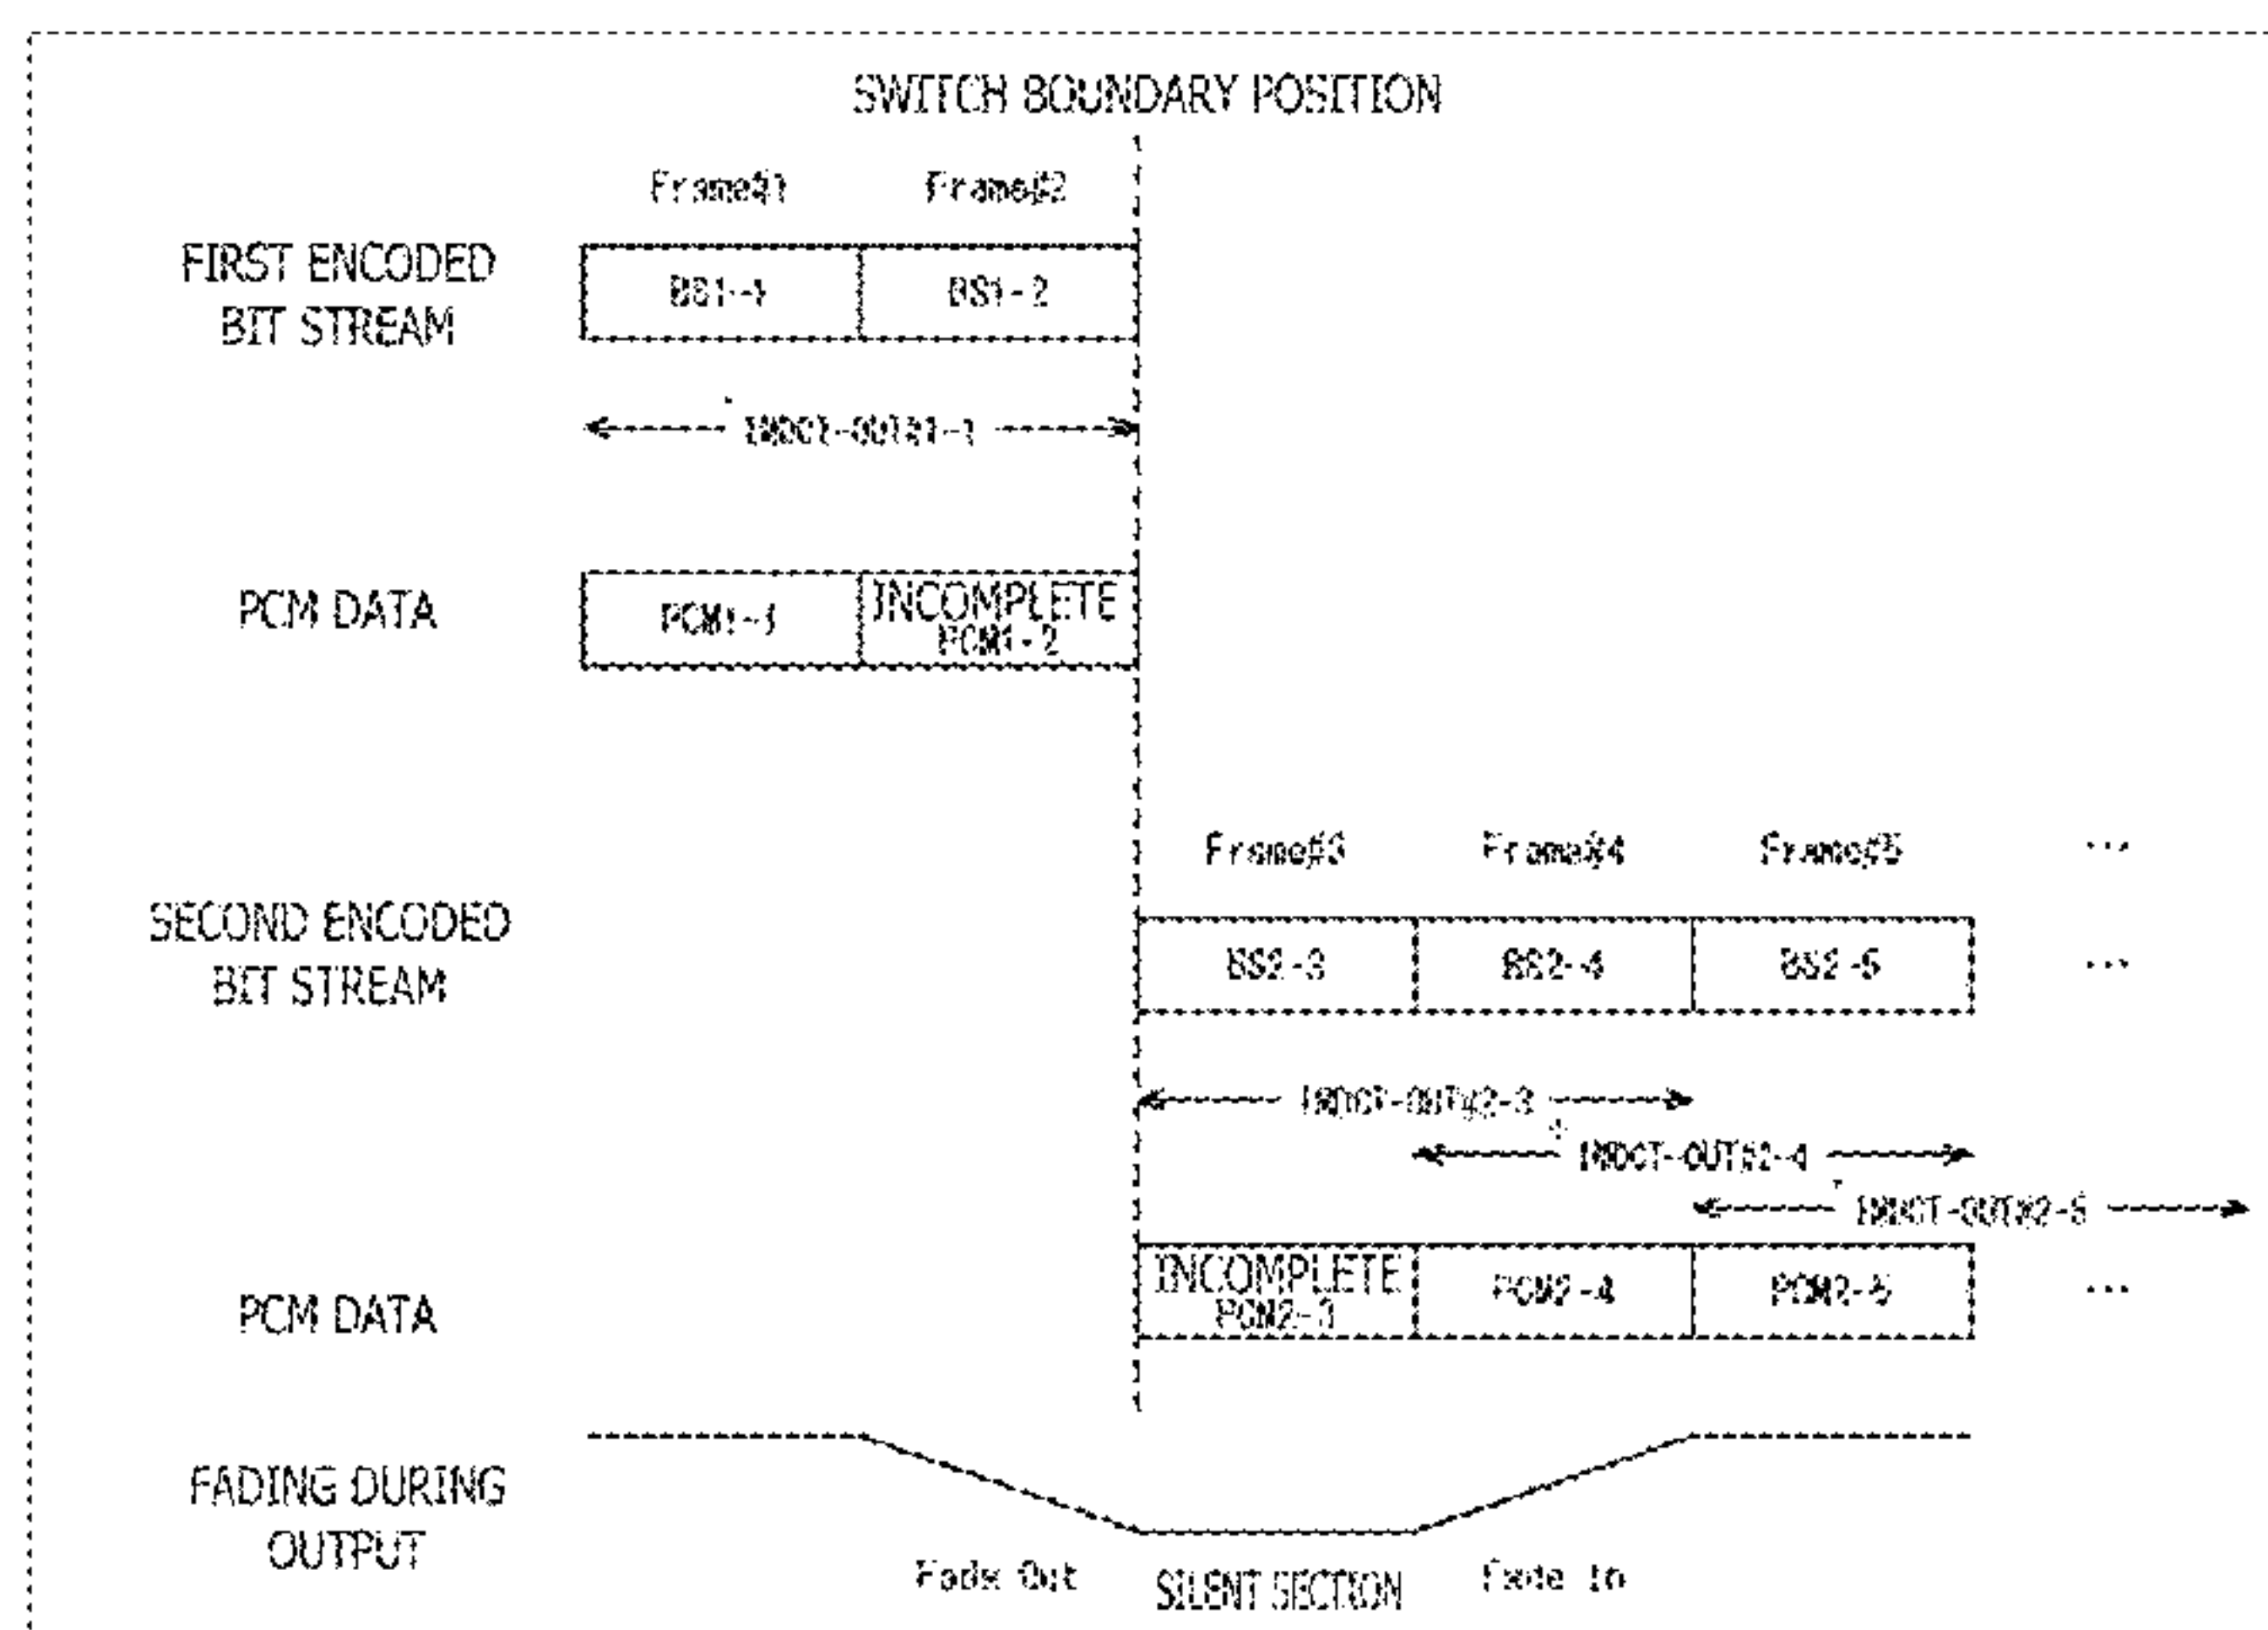 SWITCH BOUNDARY POSITION
Frame#1 Frame#2
FIRST ENCODED
BIT STREAM
BS1-1 BS1-2
IMDCT-OUT#1-1
PCM DATA
PCM1-1 INCOMPLETE
PCM1-2
Frame#3 Frame#4 Frame#5 ...
SECOND ENCODED
BIT STREAM
BS2-3 BS2-4 BS2-5 ...
IMDCT-OUT#2-3
IMDCT-OUT#2-4
IMDCT-OUT#2-5
PCM DATA
INCOMPLETE
PCM2-3 PCM2-4 PCM2-5 ...
FADING DURING
OUTPUT
Fade Out SILENT SECTION Fade In